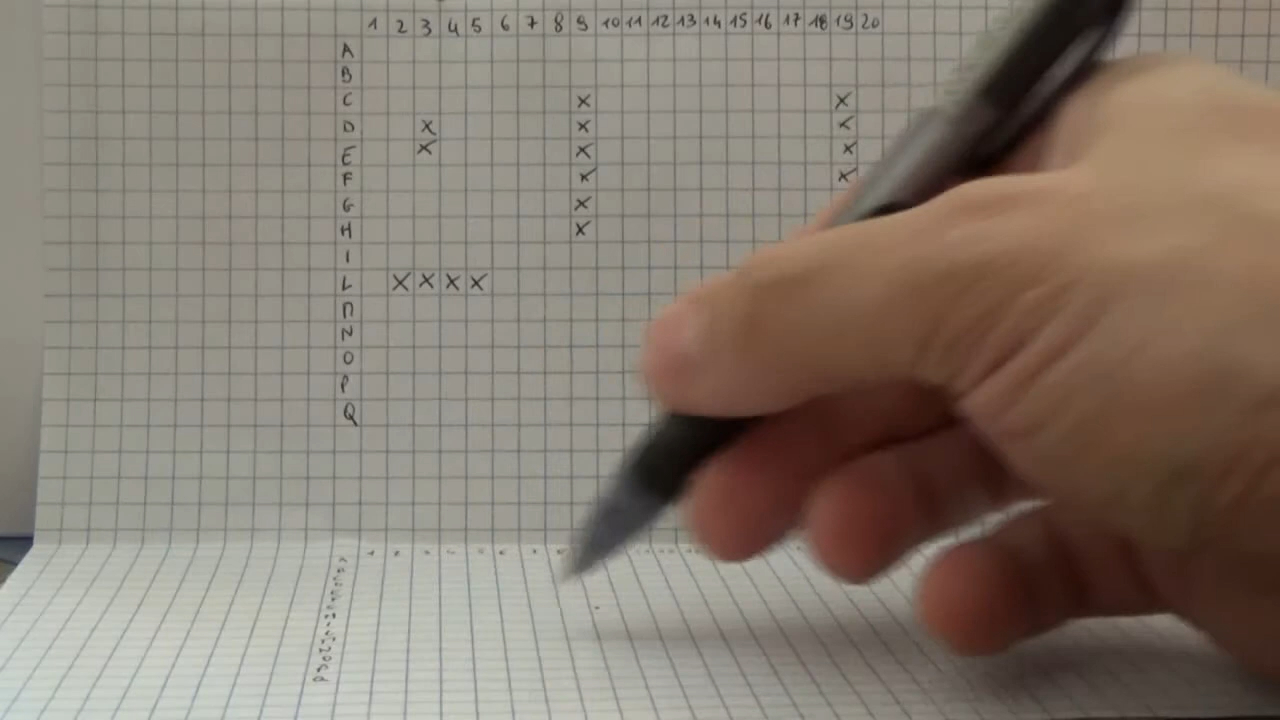 1 2 3 4 5 6 7 8 9 10 11 12 13 14 15 16 17 18 19 20
A
B
C X X
D X X X
E X X X
F X X
G X
H X
I
L X X X X
M
N
O
P
Q